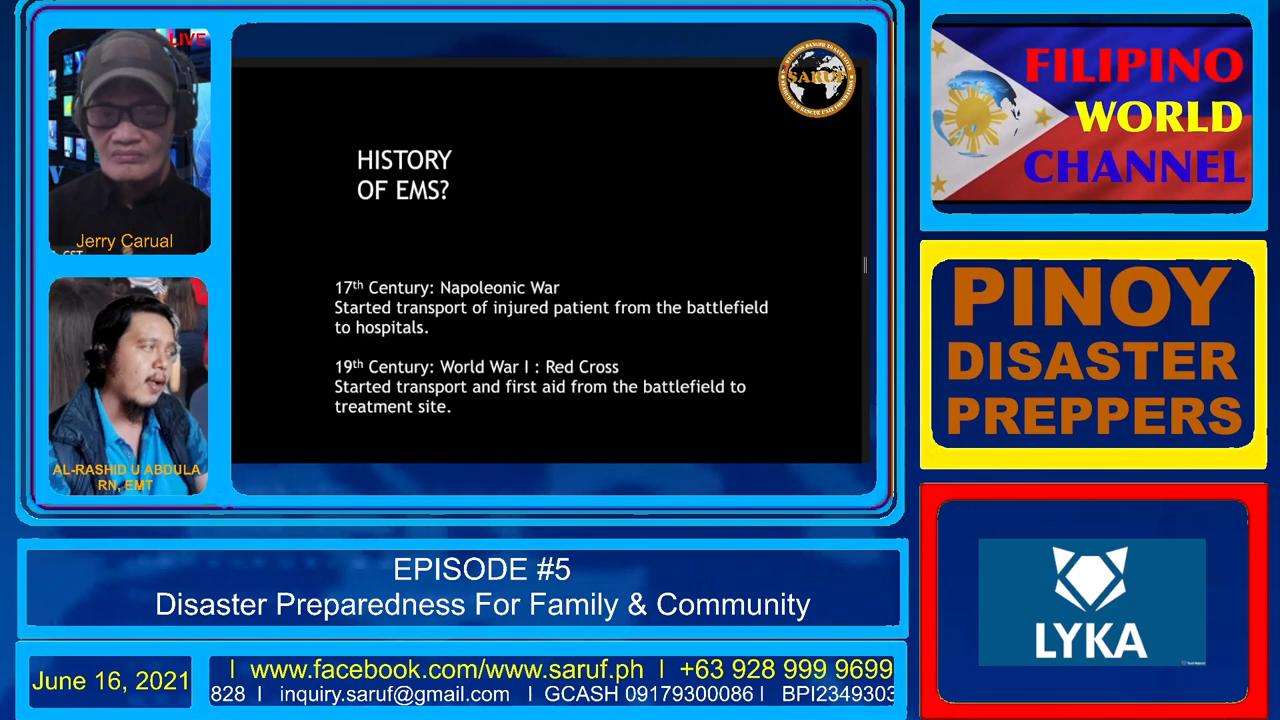 LIVE
Jerry Carual
AL-RASHID U ABDULA
RN, EMT
SARUF
HISTORY
OF EMS?
17th Century: Napoleonic War
Started transport of injured patient from the battlefield
to hospitals.
19th Century: World War I : Red Cross
Started transport and first aid from the battlefield to
treatment site.
FILIPINO
WORLD
CHANNEL
PINOY
DISASTER
PREPPERS
LYKA
EPISODE #5
Disaster Preparedness For Family & Community
June 16, 2021
| www.facebook.com/www.saruf.ph | +63 928 999 9699
828 | inquiry.saruf@gmail.com | GCASH 09179300086 | BPI2349303